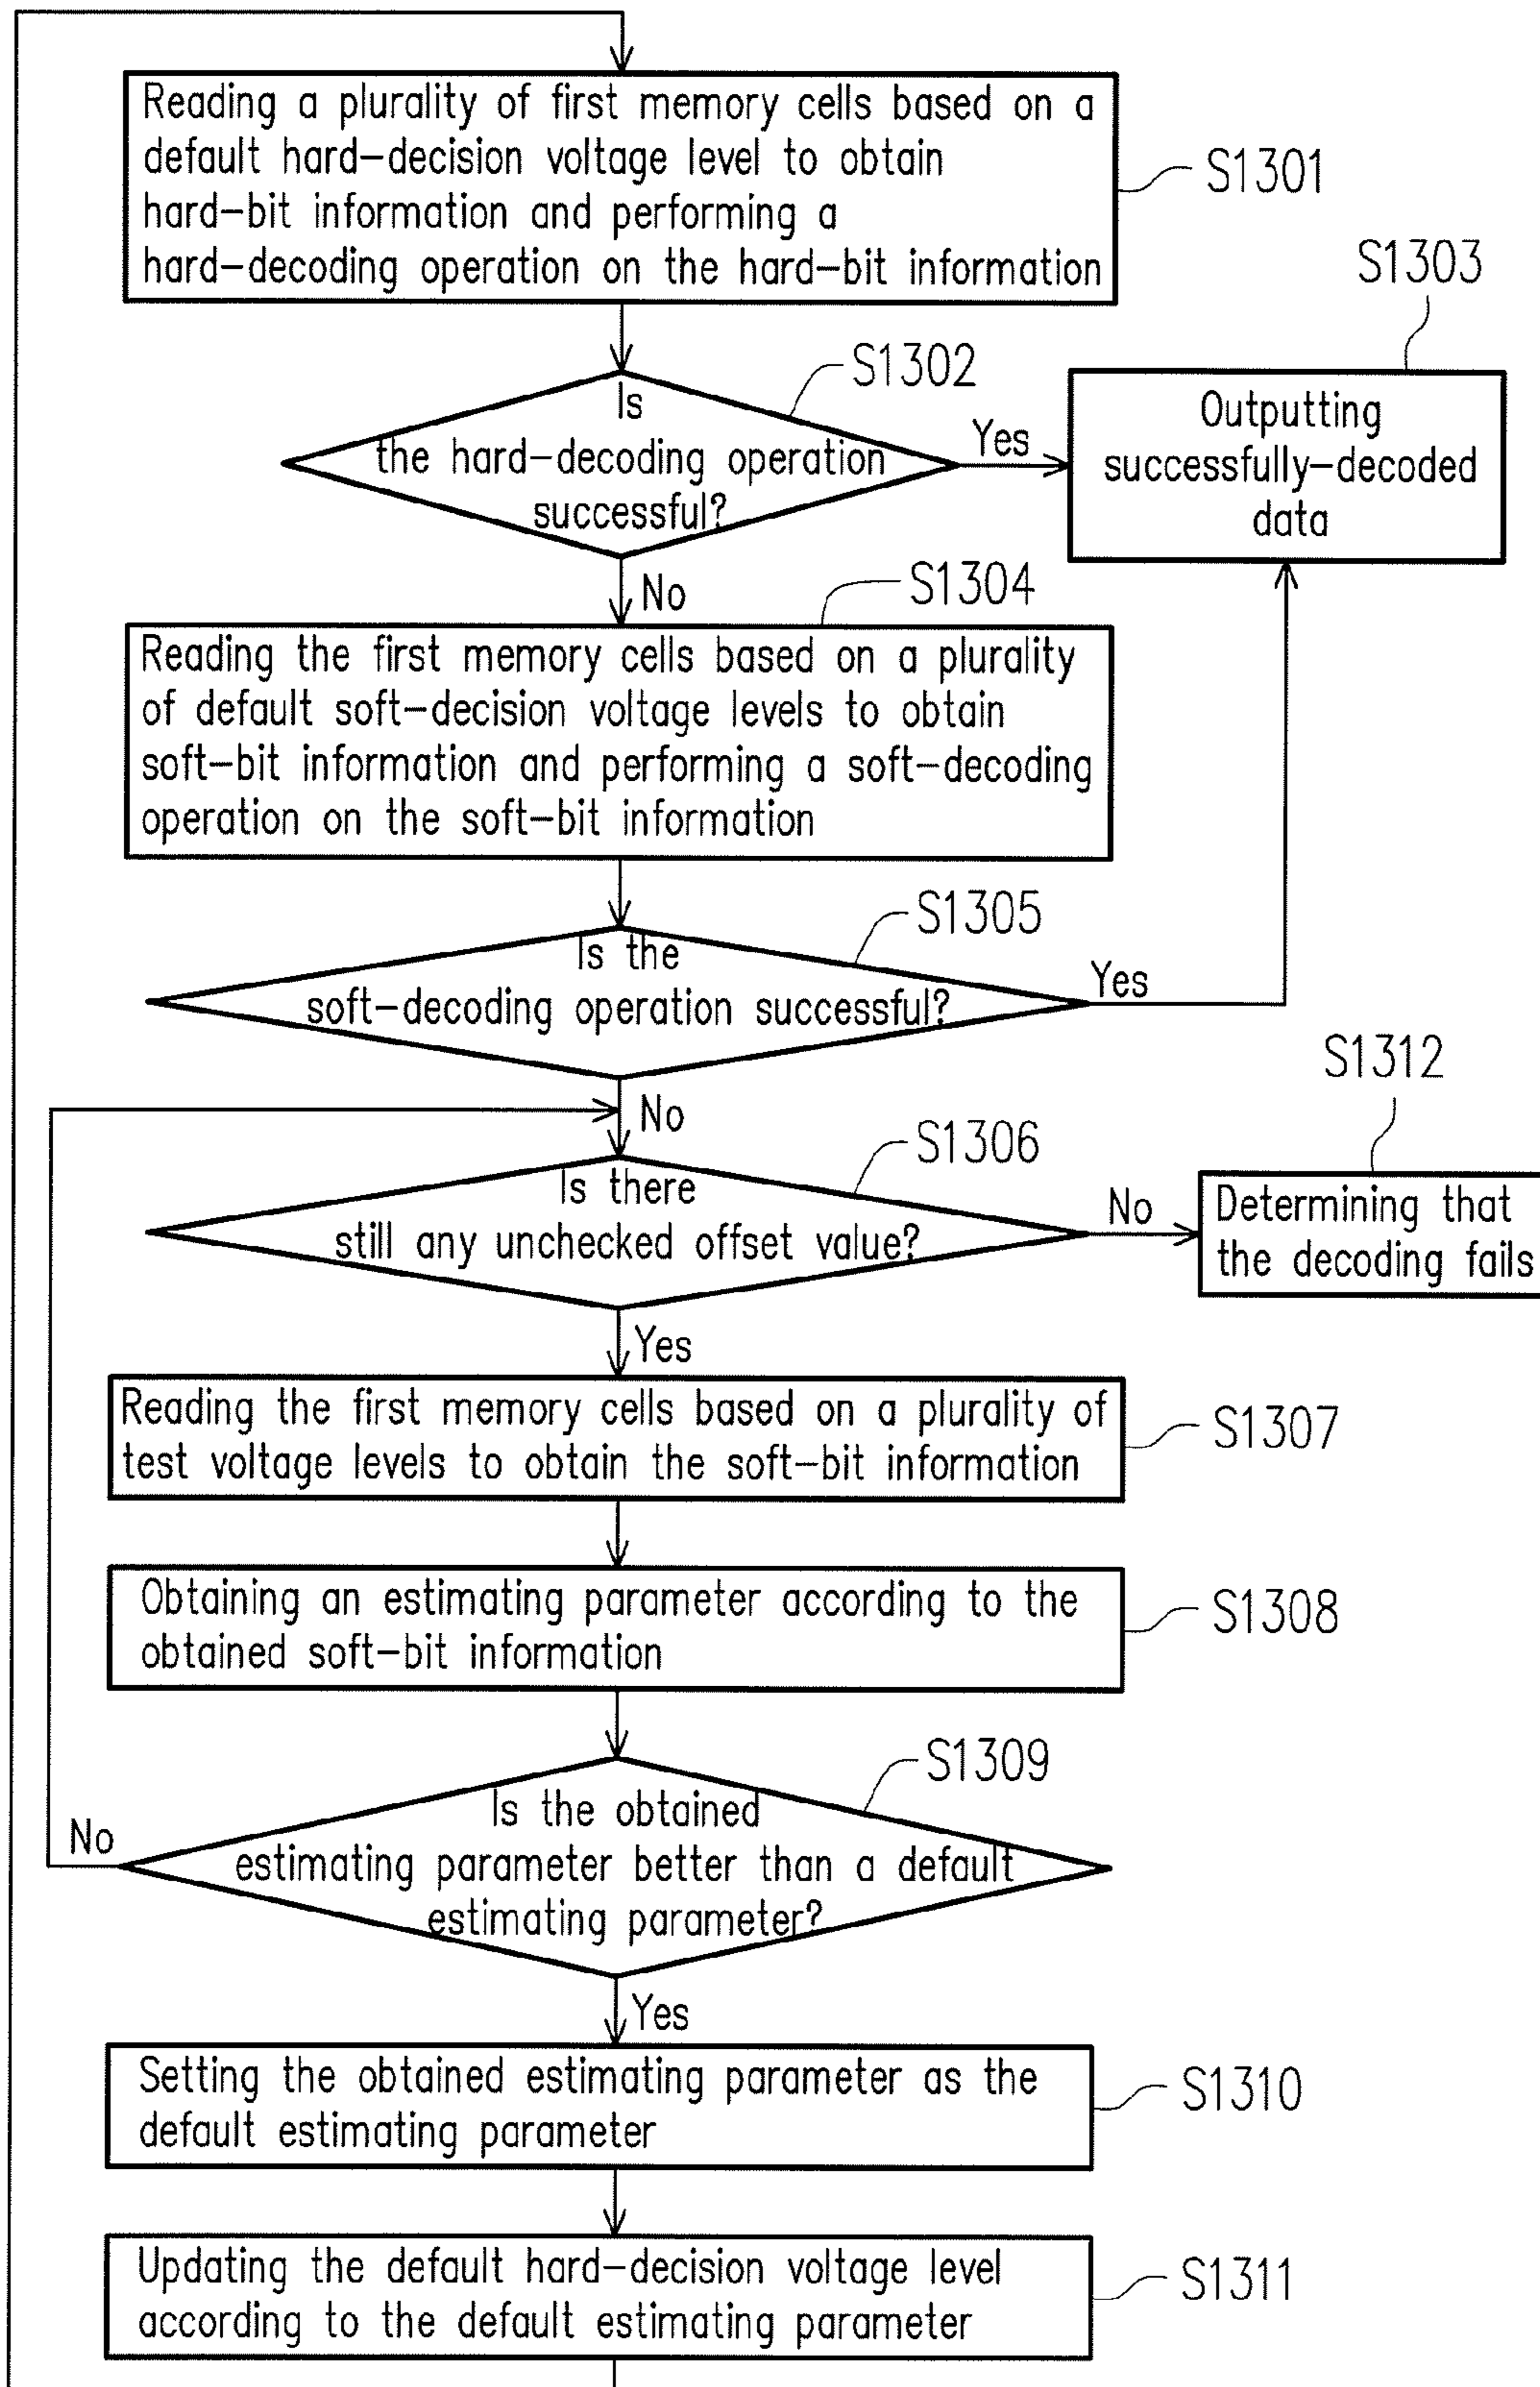 Reading a plurality of first memory cells based on a
default hard-decision voltage level to obtain
hard-bit information and performing a
hard-decoding operation on the hard-bit information
S1301
S1302
Is
the hard-decoding operation
successful?
Yes
S1303
Outputting
successfully-decoded
data
No
S1304
Reading the first memory cells based on a plurality
of default soft-decision voltage levels to obtain
soft-bit information and performing a soft-decoding
operation on the soft-bit information
S1305
Is the
soft-decoding operation successful?
Yes
No
S1306
Is there
still any unchecked offset value?
No
S1312
Determining that
the decoding fails
Yes
Reading the first memory cells based on a plurality of
test voltage levels to obtain the soft-bit information
S1307
Obtaining an estimating parameter according to the
obtained soft-bit information
S1308
S1309
Is the obtained
estimating parameter better than a default
estimating parameter?
No
Yes
Setting the obtained estimating parameter as the
default estimating parameter
S1310
Updating the default hard-decision voltage level
according to the default estimating parameter
S1311